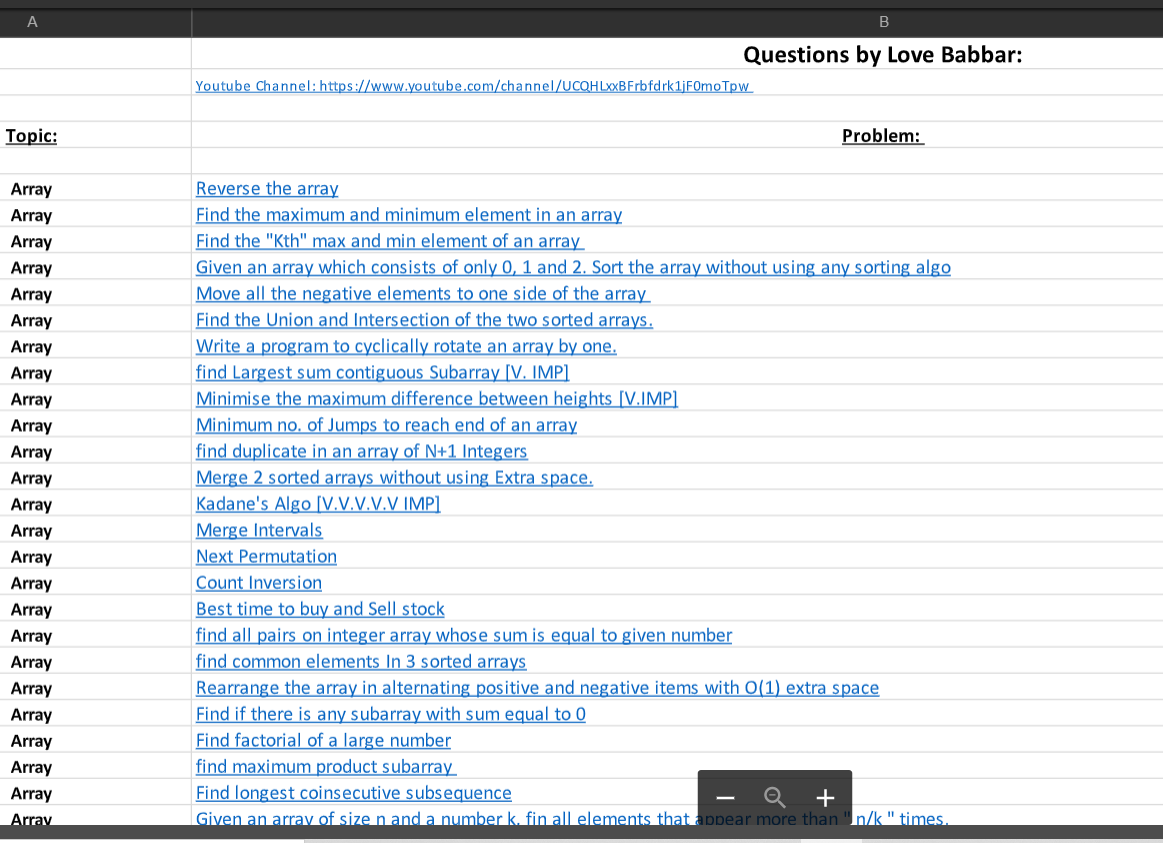 A B
Questions by Love Babbar:
Youtube Channel: https://www.youtube.com/channel/UCQHLxxBFrbfdrk1jF0moTpw
Topic: Problem:
Array Reverse the array
Array Find the maximum and minimum element in an array
Array Find the "Kth" max and min element of an array
Array Given an array which consists of only 0, 1 and 2. Sort the array without using any sorting algo
Array Move all the negative elements to one side of the array
Array Find the Union and Intersection of the two sorted arrays.
Array Write a program to cyclically rotate an array by one.
Array find Largest sum contiguous Subarray [V. IMP]
Array Minimise the maximum difference between heights [V.IMP]
Array Minimum no. of Jumps to reach end of an array
Array find duplicate in an array of N+1 Integers
Array Merge 2 sorted arrays without using Extra space.
Array Kadane's Algo [V.V.V.V.V IMP]
Array Merge Intervals
Array Next Permutation
Array Count Inversion
Array Best time to buy and Sell stock
Array find all pairs on integer array whose sum is equal to given number
Array find common elements In 3 sorted arrays
Array Rearrange the array in alternating positive and negative items with O(1) extra space
Array Find if there is any subarray with sum equal to 0
Array Find factorial of a large number
Array find maximum product subarray
Array Find longest coinsecutive subsequence
Array Given an array of size n and a number k, fin all elements that appear more than " n/k " times.